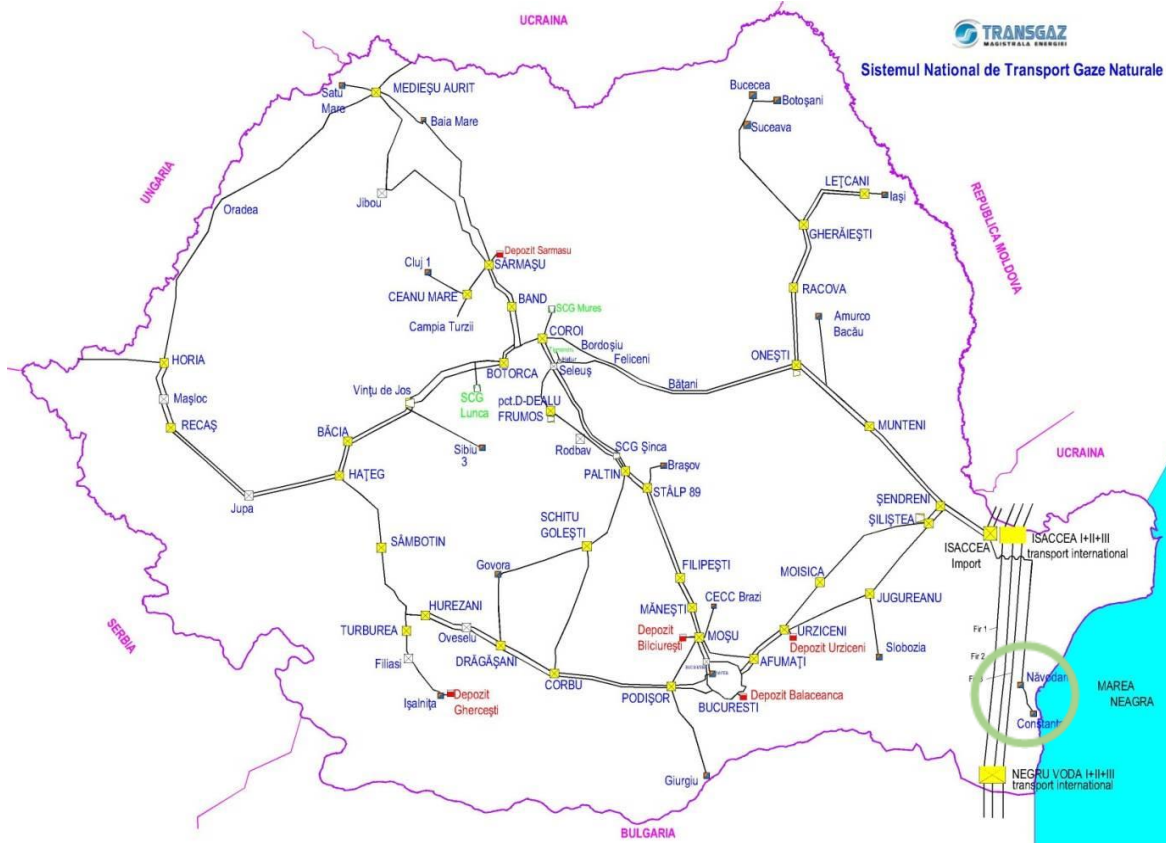 UCRAINA
TRANSGAZ
MAGISTRALA ENERGIEI
Sistemul National de Transport Gaze Naturale
Satu
Mare
MEDIEŞU AURIT
Baia Mare
Bucecea
Botoşani
Suceava
UNGARIA
Oradea
Jibou
LEŢCANI
Iaşi
REPUBLICA MOLDOVA
GHERĂIEŞTI
Depozit Sarmasu
Cluj 1
SĂRMAŞU
CEANU MARE
BAND
Campia Turzii
SCG Mures
RACOVA
Amurco
Bacău
COROI
Bordoşiu
Feliceni
HORIA
BOTORCA
Seleuş
ONEŞTI
Băţani
Maşloc
Vinţu de Jos
SCG
Lunca
pct.D-DEALU
FRUMOS
RECAŞ
BĂCIA
Sibiu
3
Rodbav
SCG Şinca
MUNTENI
UCRAINA
HAŢEG
PALTIN
Braşov
STÂLP 89
Jupa
ŞENDRENI
ŞILIŞTEA
SCHITU
GOLEŞTI
ISACCEA
Import
ISACCEA I+II+III
transport international
SÂMBOTIN
Govora
FILIPEŞTI
MOISICA
CECC Brazi
JUGUREANU
HUREZANI
MĂNEŞTI
SERBIA
TURBUREA
Oveselu
Depozit
Bilciureşti
MOŞU
URZICENI
Depozit Urziceni
Fir 1
Filiasi
DRĂGĂŞANI
AFUMAŢI
Slobozia
Fir 2
CORBU
PODIŞOR
Işalniţa
Depozit
Gherceşti
BUCURESTI
Depozit Balaceanca
Năvodari
MAREA
NEAGRA
Constanta
Giurgiu
NEGRU VODA I+II+III
transport international
BULGARIA